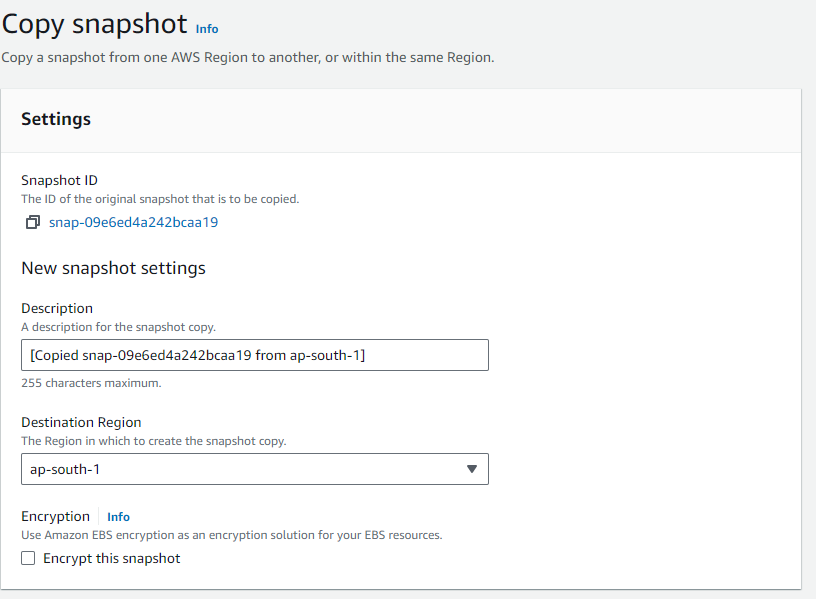 Copy snapshot Info
Copy a snapshot from one AWS Region to another, or within the same Region.
Settings
Snapshot ID
The ID of the original snapshot that is to be copied.
snap-09e6ed4a242bcaa19
New snapshot settings
Description
A description for the snapshot copy.
[Copied snap-09e6ed4a242bcaa19 from ap-south-1]
255 characters maximum.
Destination Region
The Region in which to create the snapshot copy.
ap-south-1
Encryption Info
Use Amazon EBS encryption as an encryption solution for your EBS resources.
Encrypt this snapshot